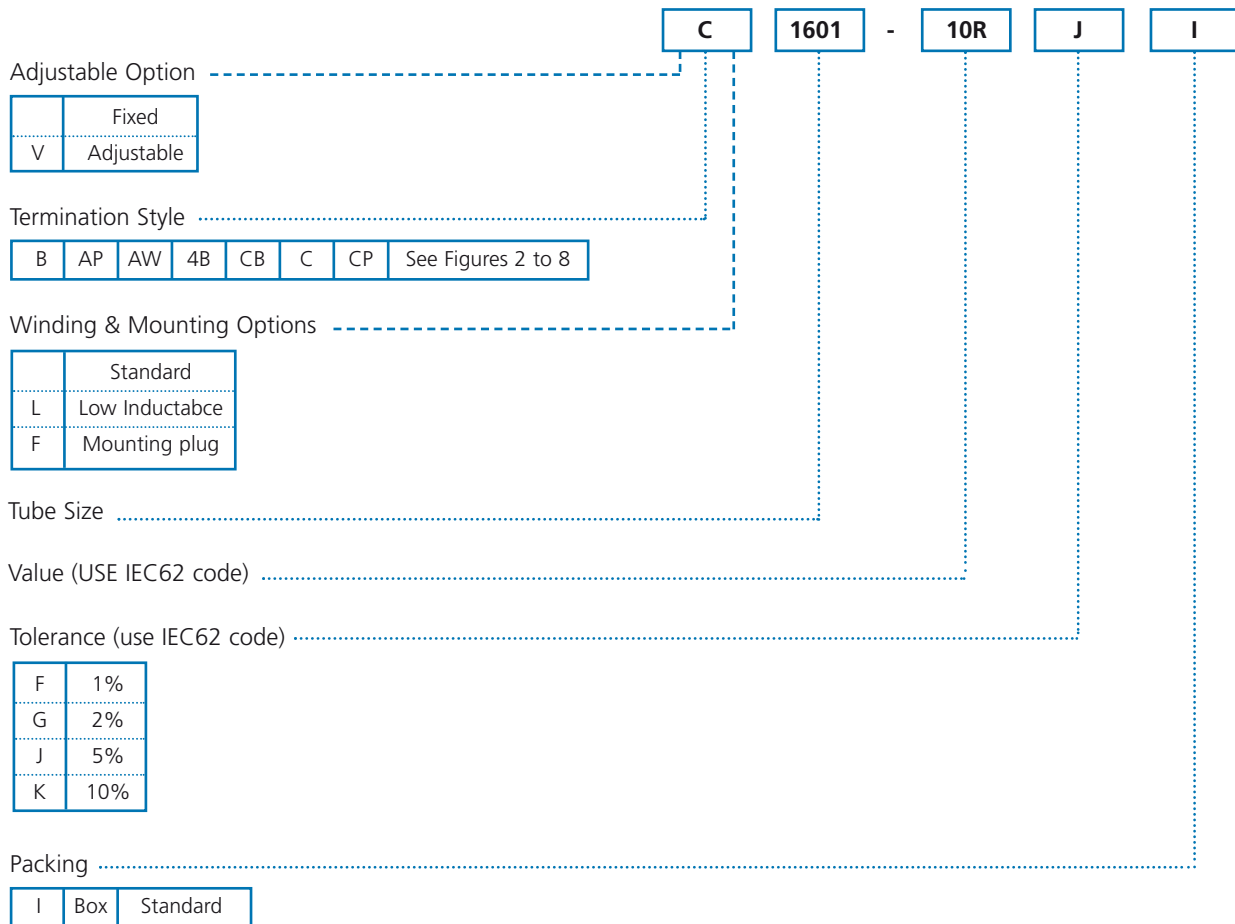 C 1601 - 10R J I
Adjustable Option
Fixed
V Adjustable
Termination Style
B AP AW 4B CB C CP See Figures 2 to 8
Winding & Mounting Options
Standard
L Low Inductabce
F Mounting plug
Tube Size
Value (USE IEC62 code)
Tolerance (use IEC62 code)
F 1%
G 2%
J 5%
K 10%
Packing
I Box Standard